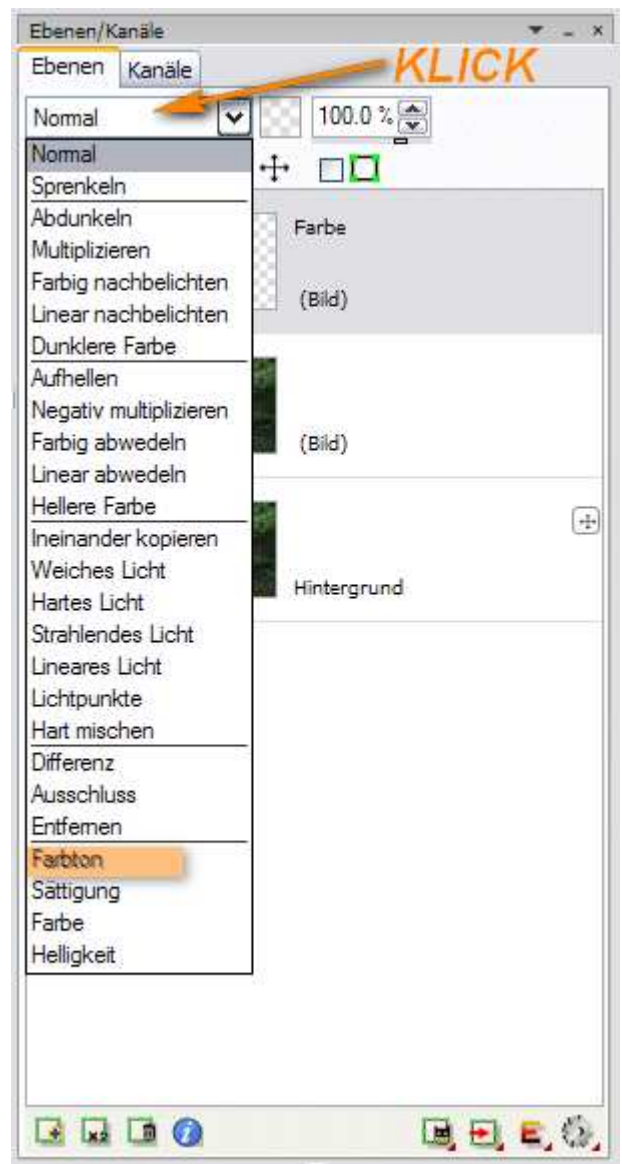 Ebenen/Kanäle
Ebenen Kanäle
KLICK
Normal 100.0 %
Normal
Sprenkeln
Abdunkeln
Farbe
Multiplizieren
Farbig nachbelichten
(Bild)
Linear nachbelichten
Dunklere Farbe
Aufhellen
Negativ multiplizieren
Farbig abwedeln
(Bild)
Linear abwedeln
Hellere Farbe
Ineinander kopieren
Weiches Licht
Hintergrund
Hartes Licht
Strahlendes Licht
Lineares Licht
Lichtpunkte
Hart mischen
Differenz
Ausschluss
Entfernen
Farbton
Sättigung
Farbe
Helligkeit